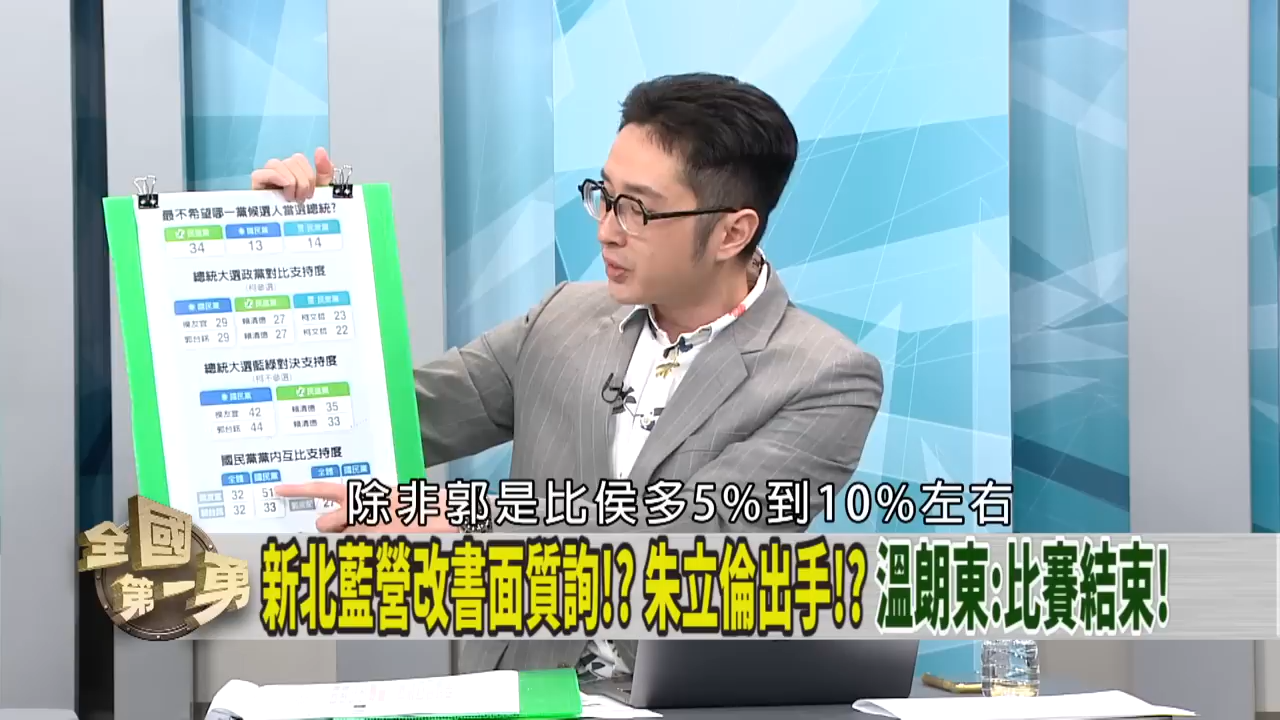 最不希望哪一黨候選人當選總統?
民進黨 國民黨 民眾黨
34 13 14
總統大選政黨對比支持度
(柯參選)
國民黨 民進黨 民眾黨
侯友宜 29 賴清德 27 柯文哲 23
郭台銘 29 賴清德 27 柯文哲 22
總統大選藍綠對決支持度
(柯不參選)
國民黨 民進黨
侯友宜 42 賴清德 35
郭台銘 44 賴清德 33
國民黨黨內互比支持度
全體 國民黨 全體 國民黨
32 51
32 33 27
除非郭是比侯多5%到10%左右
全國第一勇
新北藍營改書面質詢!? 朱立倫出手!? 溫朗東:比賽結束!